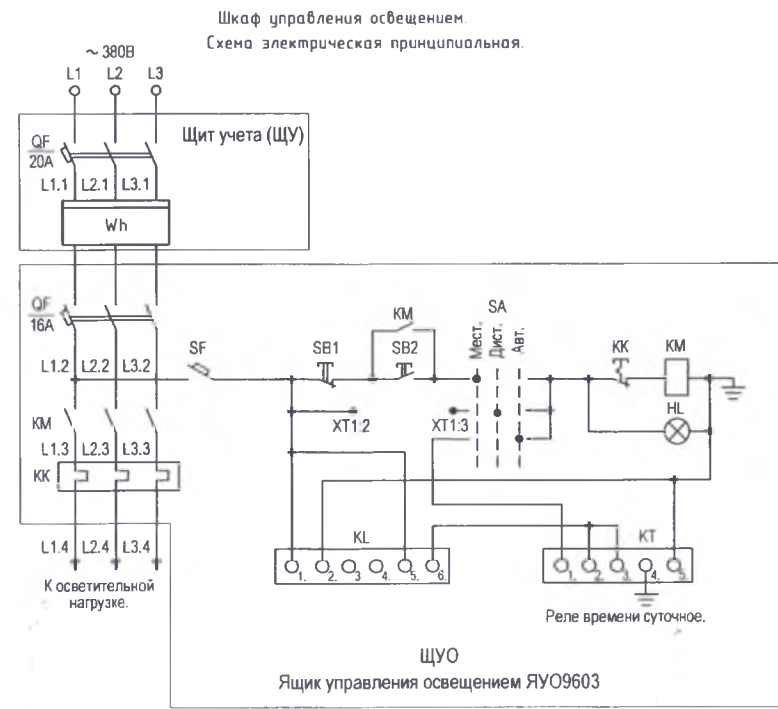 Шкаф управления освещением.
Схема электрическая принципиальная.
~ 380В
L1 L2 L3
Щит учета (ЩУ)
QF
20А
L1.1 L2.1 L3.1
Wh
QF
16А
SF
KM
SA
SB1 SB2
Мест.
Дист.
Авт.
KK KM
L1.2 L2.2 L3.2
HL
KM
XT1:2 XT1:3
L1.3 L2.3 L3.3
KK
KL KT
L1.4 L2.4 L3.4
1. 2. 3 4. 5. 6.
1. 2. 3. 4. 5.
К осветительной
нагрузке.
Реле времени суточное.
ЩУО
Ящик управления освещением ЯУО9603